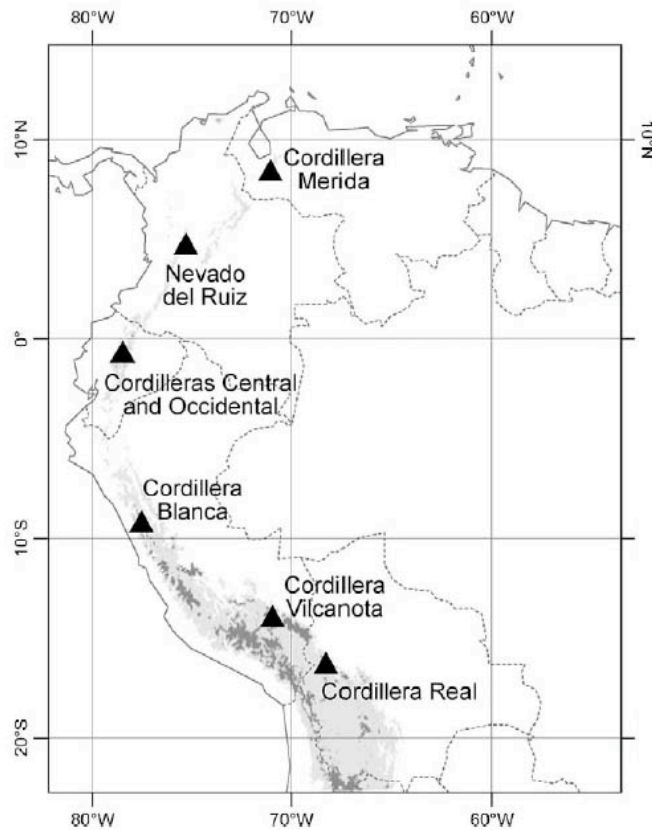 80°W 70°W 60°W
10°N
10°N
Cordillera
Merida
Nevado
del Ruiz
0°
Cordilleras Central
and Occidental
Cordillera
Blanca
10°S
Cordillera
Vilcanota
Cordillera Real
20°S
80°W 70°W 60°W